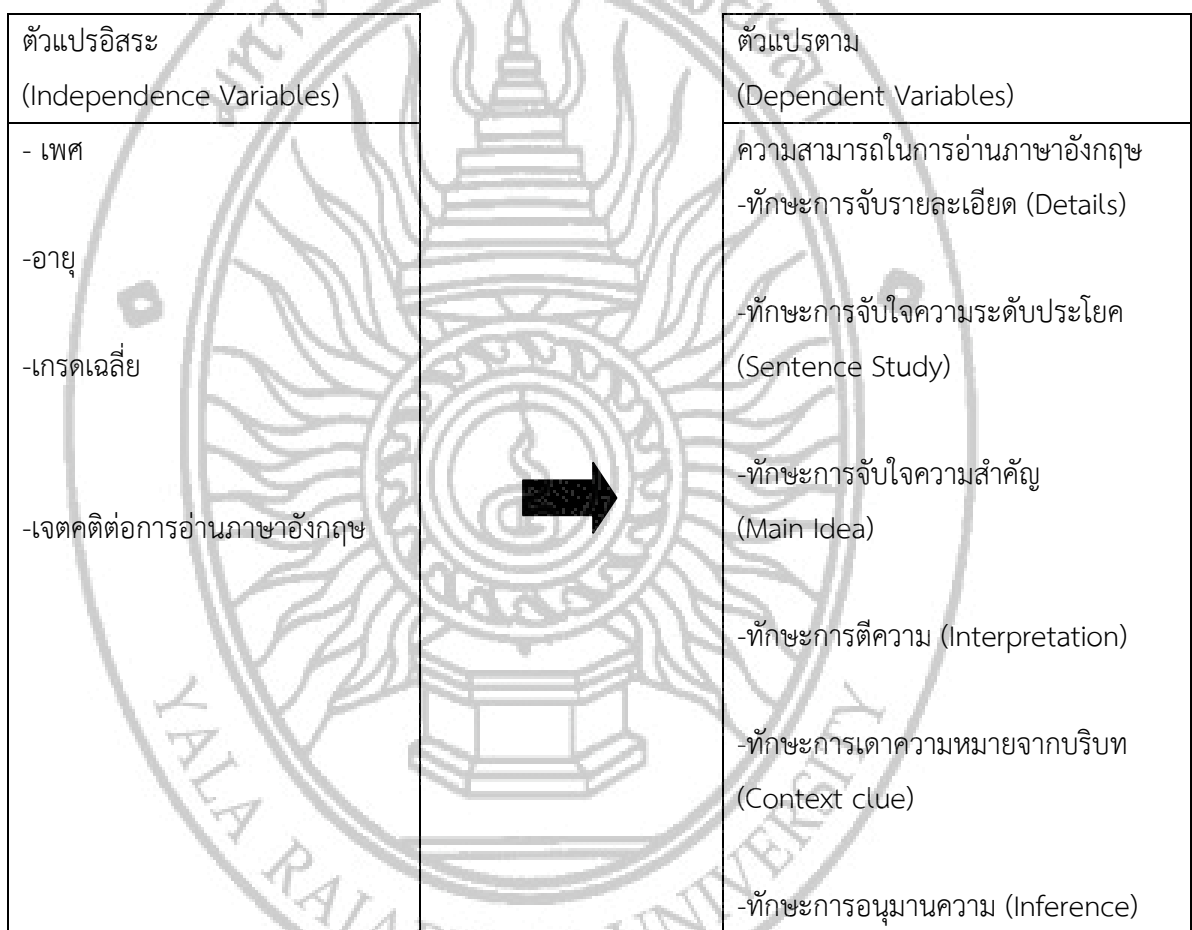 ตัวแปรอิสระ
(Independence Variables)
- เพศ
-อายุ
-เกรดเฉลี่ย
-เจตคติต่อการอ่านภาษาอังกฤษ
ตัวแปรตาม
(Dependent Variables)
ความสามารถในการอ่านภาษาอังกฤษ
-ทักษะการจับรายละเอียด (Details)
-ทักษะการจับใจความระดับประโยค
(Sentence Study)
-ทักษะการจับใจความสำคัญ
(Main Idea)
-ทักษะการตีความ (Interpretation)
-ทักษะการเดาความหมายจากบริบท
(Context clue)
-ทักษะการอนุมานความ (Inference)
YALA UNIVERSITY